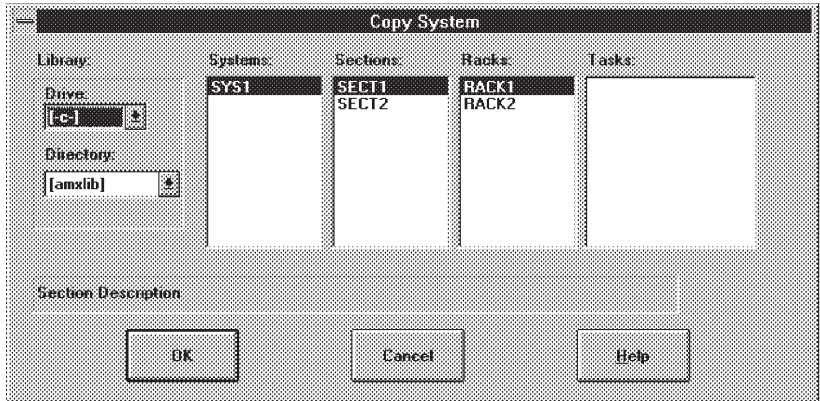 Copy System
Library:
Systems:
Sections:
Racks:
Tasks:
Drive:
[-c-]
Directory:
[amxlib]
SYS1
SECT1
SECT2
RACK1
RACK2
Section Description
OK
Cancel
Help